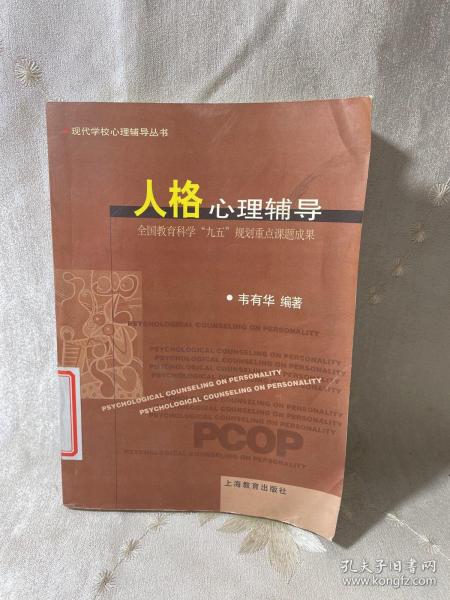 现代学校心理辅导丛书
人格心理辅导
全国教育科学“九五”规划重点课题成果
·韦有华 编著
PSYCHOLOGICAL COUNSELING ON PERSONALITY
PSYCHOLOGICAL COUNSELING ON PERSONALITY
PSYCHOLOGICAL COUNSELING ON PERSONALITY
PSYCHOLOGICAL COUNSELING ON PERSONALITY
PSYCHOLOGICAL COUNSELING ON PERSONALITY
PSYCHOLOGICAL COUNSELING ON PERSONALITY
PSYCHOLOGICAL COUNSELING ON PERSONALITY
PCOP
PSYCHOLOGICAL COUNSELING ON PERSONALITY
上海教育出版社
孔夫子旧书网
www.kongfz.com